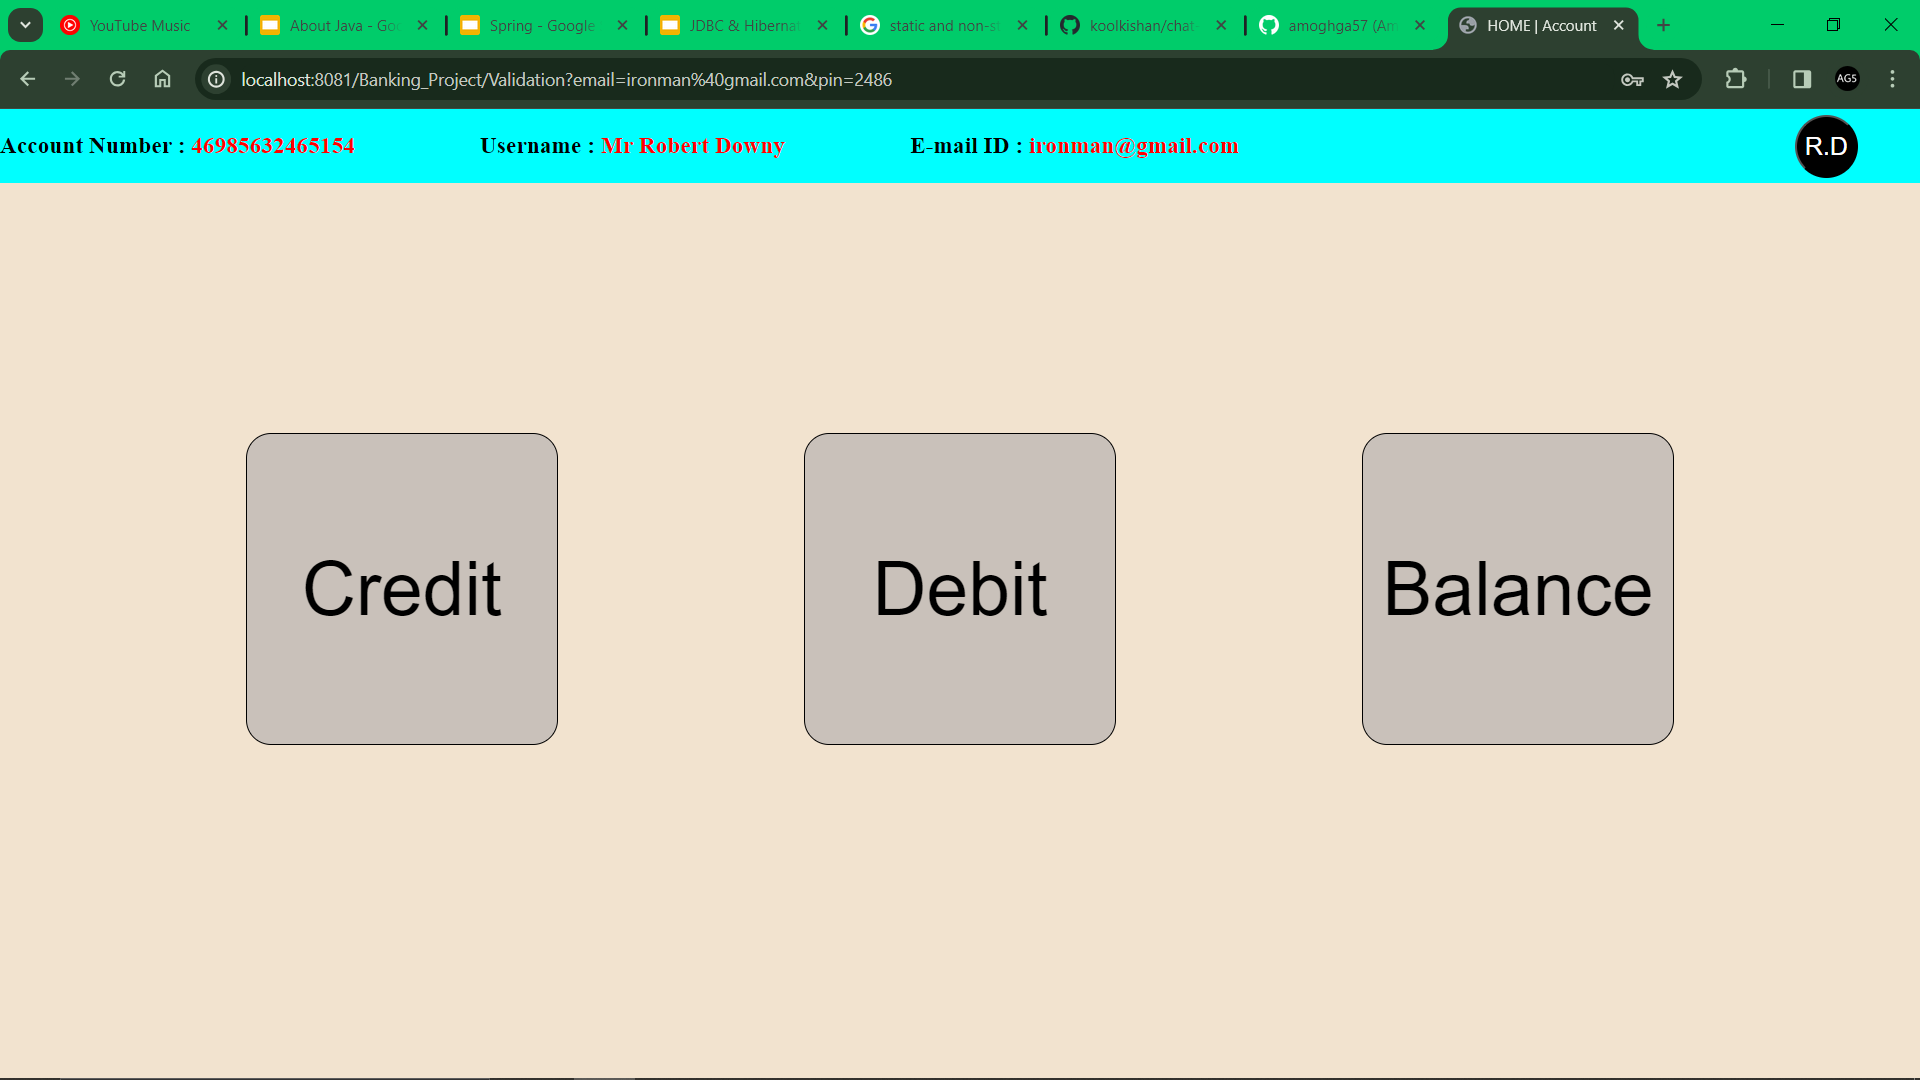 YouTube Music
About Java - Goo
Spring - Google
JDBC & Hibernat
static and non-st
koolkishan/chat-
amoghga57 (Am
HOME | Account
localhost:8081/Banking_Project/Validation?email=ironman%40gmail.com&pin=2486
AG5
Account Number : 46985632465154 Username : Mr Robert Downy E-mail ID : ironman@gmail.com R.D
Credit Debit Balance